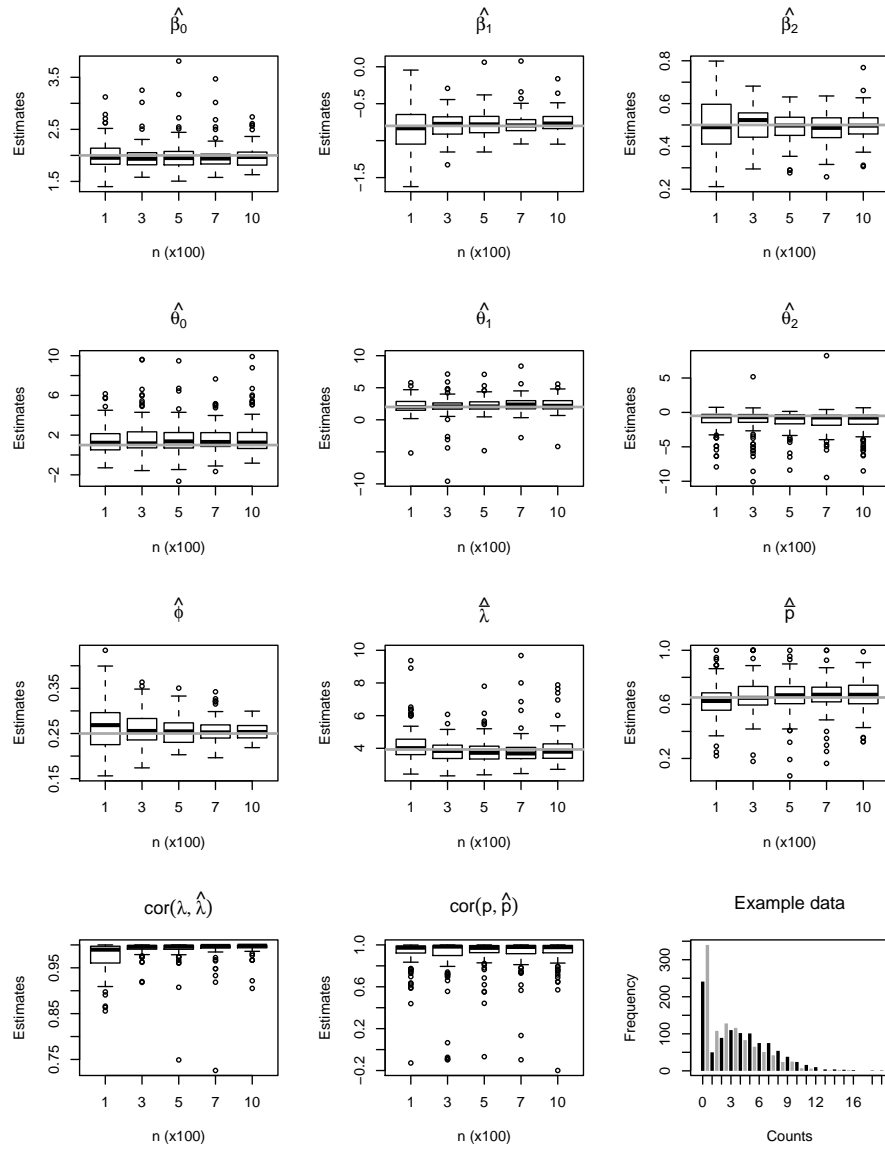 β̂₀
Estimates
3.5
2.5
1.5
1 3 5 7 10
n (x100)
β̂₁
Estimates
0.0
−0.5
−1.5
1 3 5 7 10
n (x100)
β̂₂
Estimates
0.8
0.6
0.4
0.2
1 3 5 7 10
n (x100)
θ̂₀
Estimates
10
6
2
−2
1 3 5 7 10
n (x100)
θ̂₁
Estimates
10
5
0
−10
1 3 5 7 10
n (x100)
θ̂₂
Estimates
5
0
−5
−10
1 3 5 7 10
n (x100)
ϕ̂
Estimates
0.35
0.25
0.15
1 3 5 7 10
n (x100)
λ̄̂
Estimates
10
8
6
4
1 3 5 7 10
n (x100)
p̄̂
Estimates
1.0
0.6
0.2
1 3 5 7 10
n (x100)
cor(λ, λ̂)
Estimates
0.95
0.85
0.75
1 3 5 7 10
n (x100)
cor(p, p̂)
Estimates
1.0
0.6
0.2
−0.2
1 3 5 7 10
n (x100)
Example data
Frequency
300
200
100
0
0 3 6 9 12 16
Counts